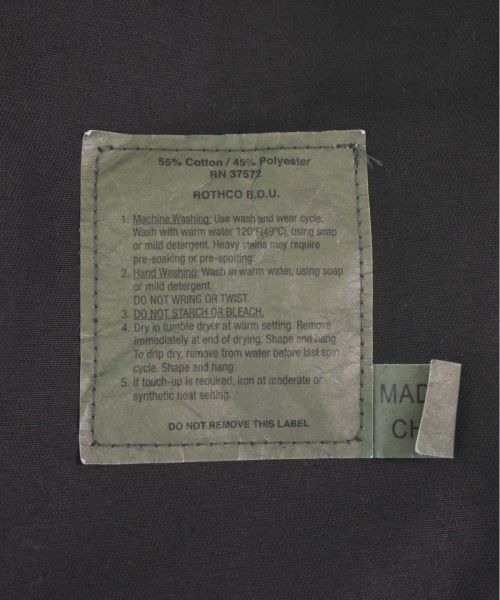 55% Cotton / 45% Polyester
RN 37572
ROTHCO B.D.U.
1. Machine Washing: Use wash and wear cycle.
Wash with warm water 120°F(49°C), using soap
or mild detergent. Heavy stains may require
pre-soaking or pre-spotting.
2. Hand Washing: Wash in warm water, using soap
or mild detergent.
DO NOT WRING OR TWIST.
3. DO NOT STARCH OR BLEACH.
4. Dry in tumble dryer at warm setting. Remove
immediately at end of drying. Shape and hang
To drip dry, remove from water before last spin
cycle. Shape and hang.
5. If touch-up is required, iron at moderate or
synthetic heat setting.
DO NOT REMOVE THIS LABEL
MAD
CH